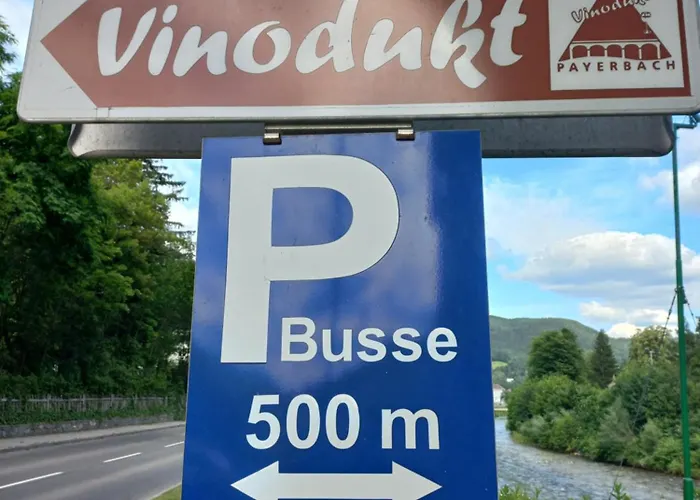 Vinodukt
Vinodukt
PAYERBACH
P
Busse
500 m